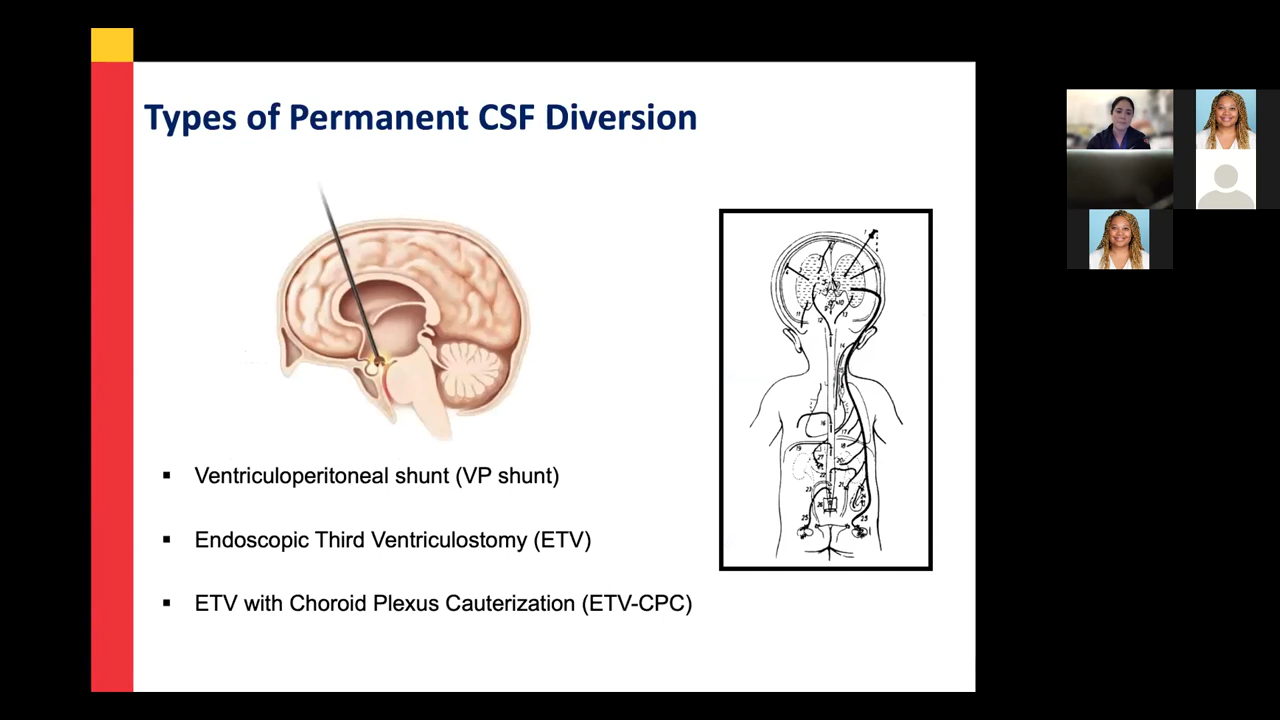 Types of Permanent CSF Diversion
▪ Ventriculoperitoneal shunt (VP shunt)
▪ Endoscopic Third Ventriculostomy (ETV)
▪ ETV with Choroid Plexus Cauterization (ETV-CPC)